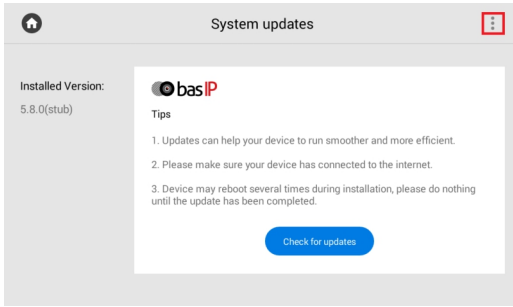 System updates
Installed Version:
5.8.0(stub)
bas IP
Tips
1. Updates can help your device to run smoother and more efficient.
2. Please make sure your device has connected to the internet.
3. Device may reboot several times during installation, please do nothing
until the update has been completed.
Check for updates